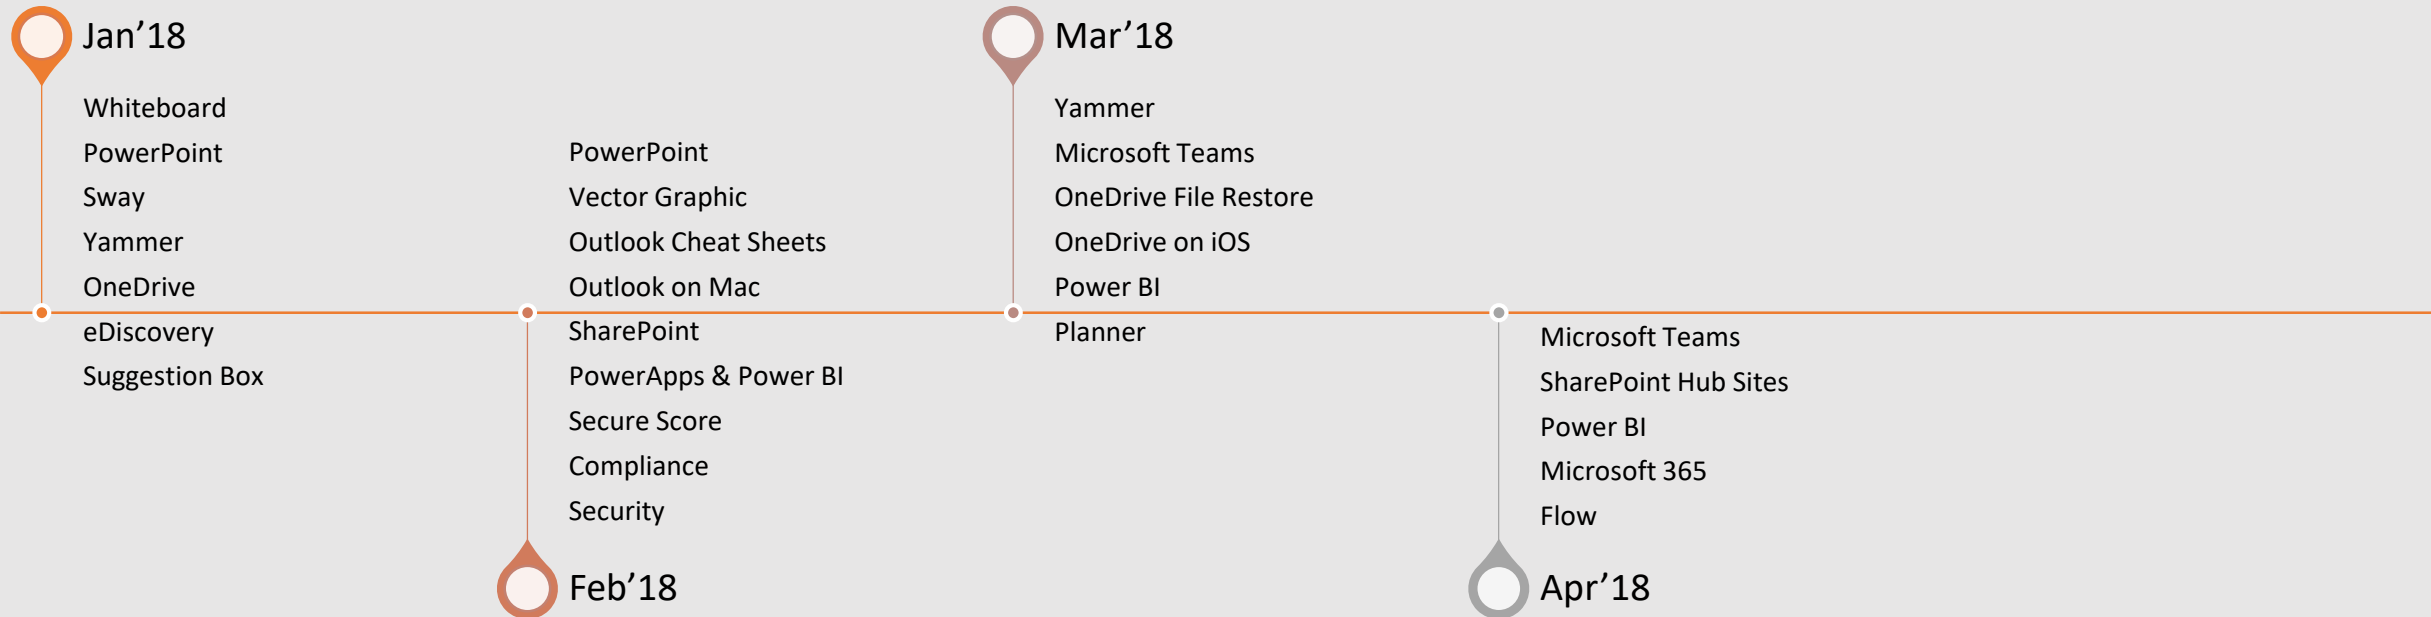 Jan’18
Whiteboard
PowerPoint
Sway
Yammer
OneDrive
eDiscovery
Suggestion Box
PowerPoint
Vector Graphic
Outlook Cheat Sheets
Outlook on Mac
SharePoint
PowerApps & Power BI
Secure Score
Compliance
Security
Feb’18
Mar’18
Yammer
Microsoft Teams
OneDrive File Restore
OneDrive on iOS
Power BI
Planner
Microsoft Teams
SharePoint Hub Sites
Power BI
Microsoft 365
Flow
Apr’18